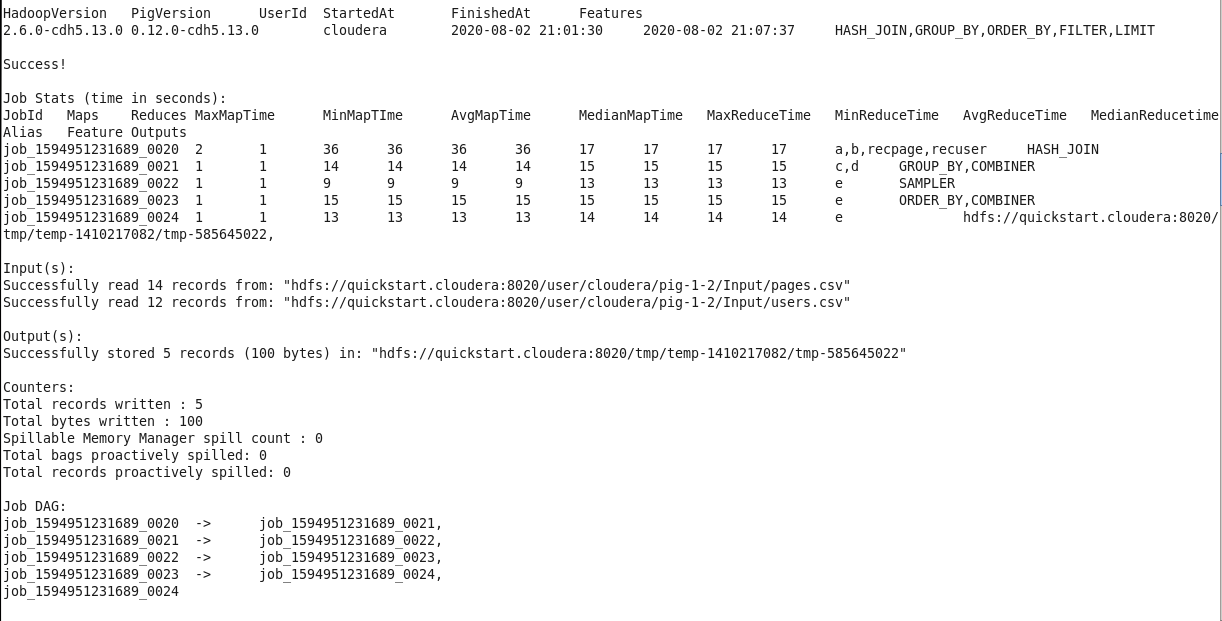 HadoopVersion   PigVersion      UserId  StartedAt       FinishedAt      Features
2.6.0-cdh5.13.0 0.12.0-cdh5.13.0        cloudera        2020-08-02 21:01:30     2020-08-02 21:07:37     HASH_JOIN,GROUP_BY,ORDER_BY,FILTER,LIMIT

Success!

Job Stats (time in seconds):
JobId   Maps    Reduces MaxMapTime      MinMapTIme      AvgMapTime      MedianMapTime   MaxReduceTime   MinReduceTime   AvgReduceTime   MedianReducetime
Alias   Feature Outputs
job_1594951231689_0020  2       1       36      36      36      36      17      17      17      17      a,b,recpage,recuser     HASH_JOIN
job_1594951231689_0021  1       1       14      14      14      14      15      15      15      15      c,d     GROUP_BY,COMBINER
job_1594951231689_0022  1       1       9       9       9       9       13      13      13      13      e       SAMPLER
job_1594951231689_0023  1       1       15      15      15      15      15      15      15      15      e       ORDER_BY,COMBINER
job_1594951231689_0024  1       1       13      13      13      13      14      14      14      14      e               hdfs://quickstart.cloudera:8020/
tmp/temp-1410217082/tmp-585645022,

Input(s):
Successfully read 14 records from: "hdfs://quickstart.cloudera:8020/user/cloudera/pig-1-2/Input/pages.csv"
Successfully read 12 records from: "hdfs://quickstart.cloudera:8020/user/cloudera/pig-1-2/Input/users.csv"

Output(s):
Successfully stored 5 records (100 bytes) in: "hdfs://quickstart.cloudera:8020/tmp/temp-1410217082/tmp-585645022"

Counters:
Total records written : 5
Total bytes written : 100
Spillable Memory Manager spill count : 0
Total bags proactively spilled: 0
Total records proactively spilled: 0

Job DAG:
job_1594951231689_0020  ->      job_1594951231689_0021,
job_1594951231689_0021  ->      job_1594951231689_0022,
job_1594951231689_0022  ->      job_1594951231689_0023,
job_1594951231689_0023  ->      job_1594951231689_0024,
job_1594951231689_0024